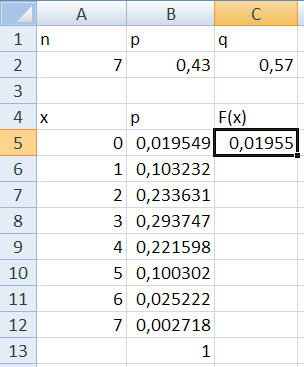 A B C
1 n p q
2 7 0,43 0,57
3
4 x p F(x)
5 0 0,019549 0,01955
6 1 0,103232
7 2 0,233631
8 3 0,293747
9 4 0,221598
10 5 0,100302
11 6 0,025222
12 7 0,002718
13 1